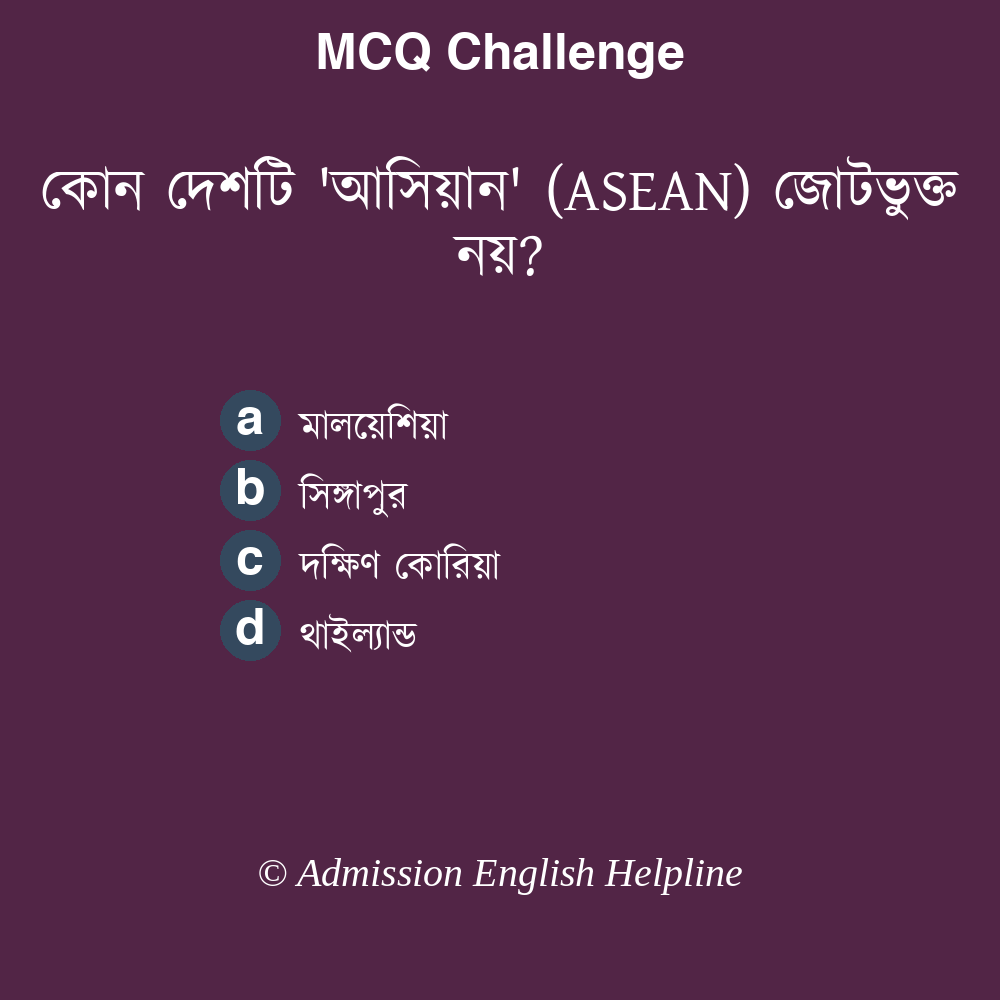 MCQ Challenge
কোন দেশটি 'আসিয়ান' (ASEAN) জোটভুক্ত
নয়?
a মালয়েশিয়া
b সিঙ্গাপুর
c দক্ষিণ কোরিয়া
d থাইল্যান্ড
© Admission English Helpline